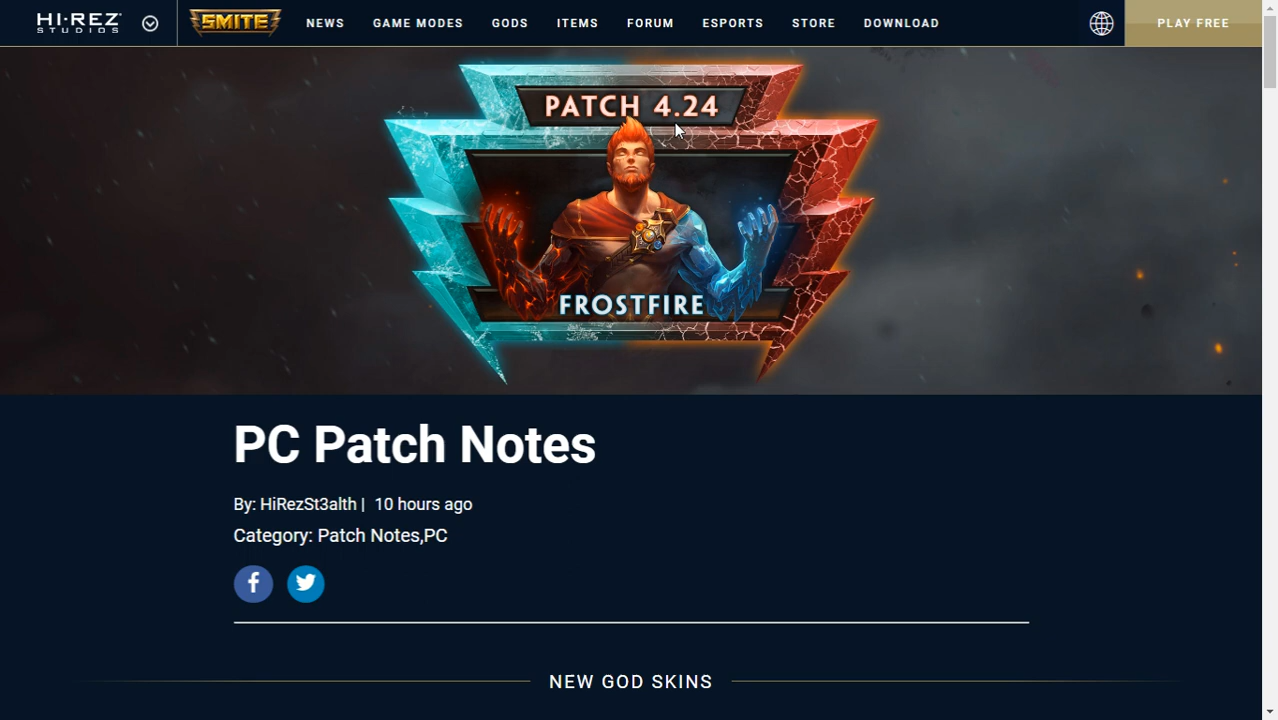 HI-REZ STUDIOS
SMITE
NEWS GAME MODES GODS ITEMS FORUM ESPORTS STORE DOWNLOAD
PLAY FREE
PATCH 4.24
FROSTFIRE
PC Patch Notes
By: HiRezSt3alth | 10 hours ago
Category: Patch Notes,PC
NEW GOD SKINS